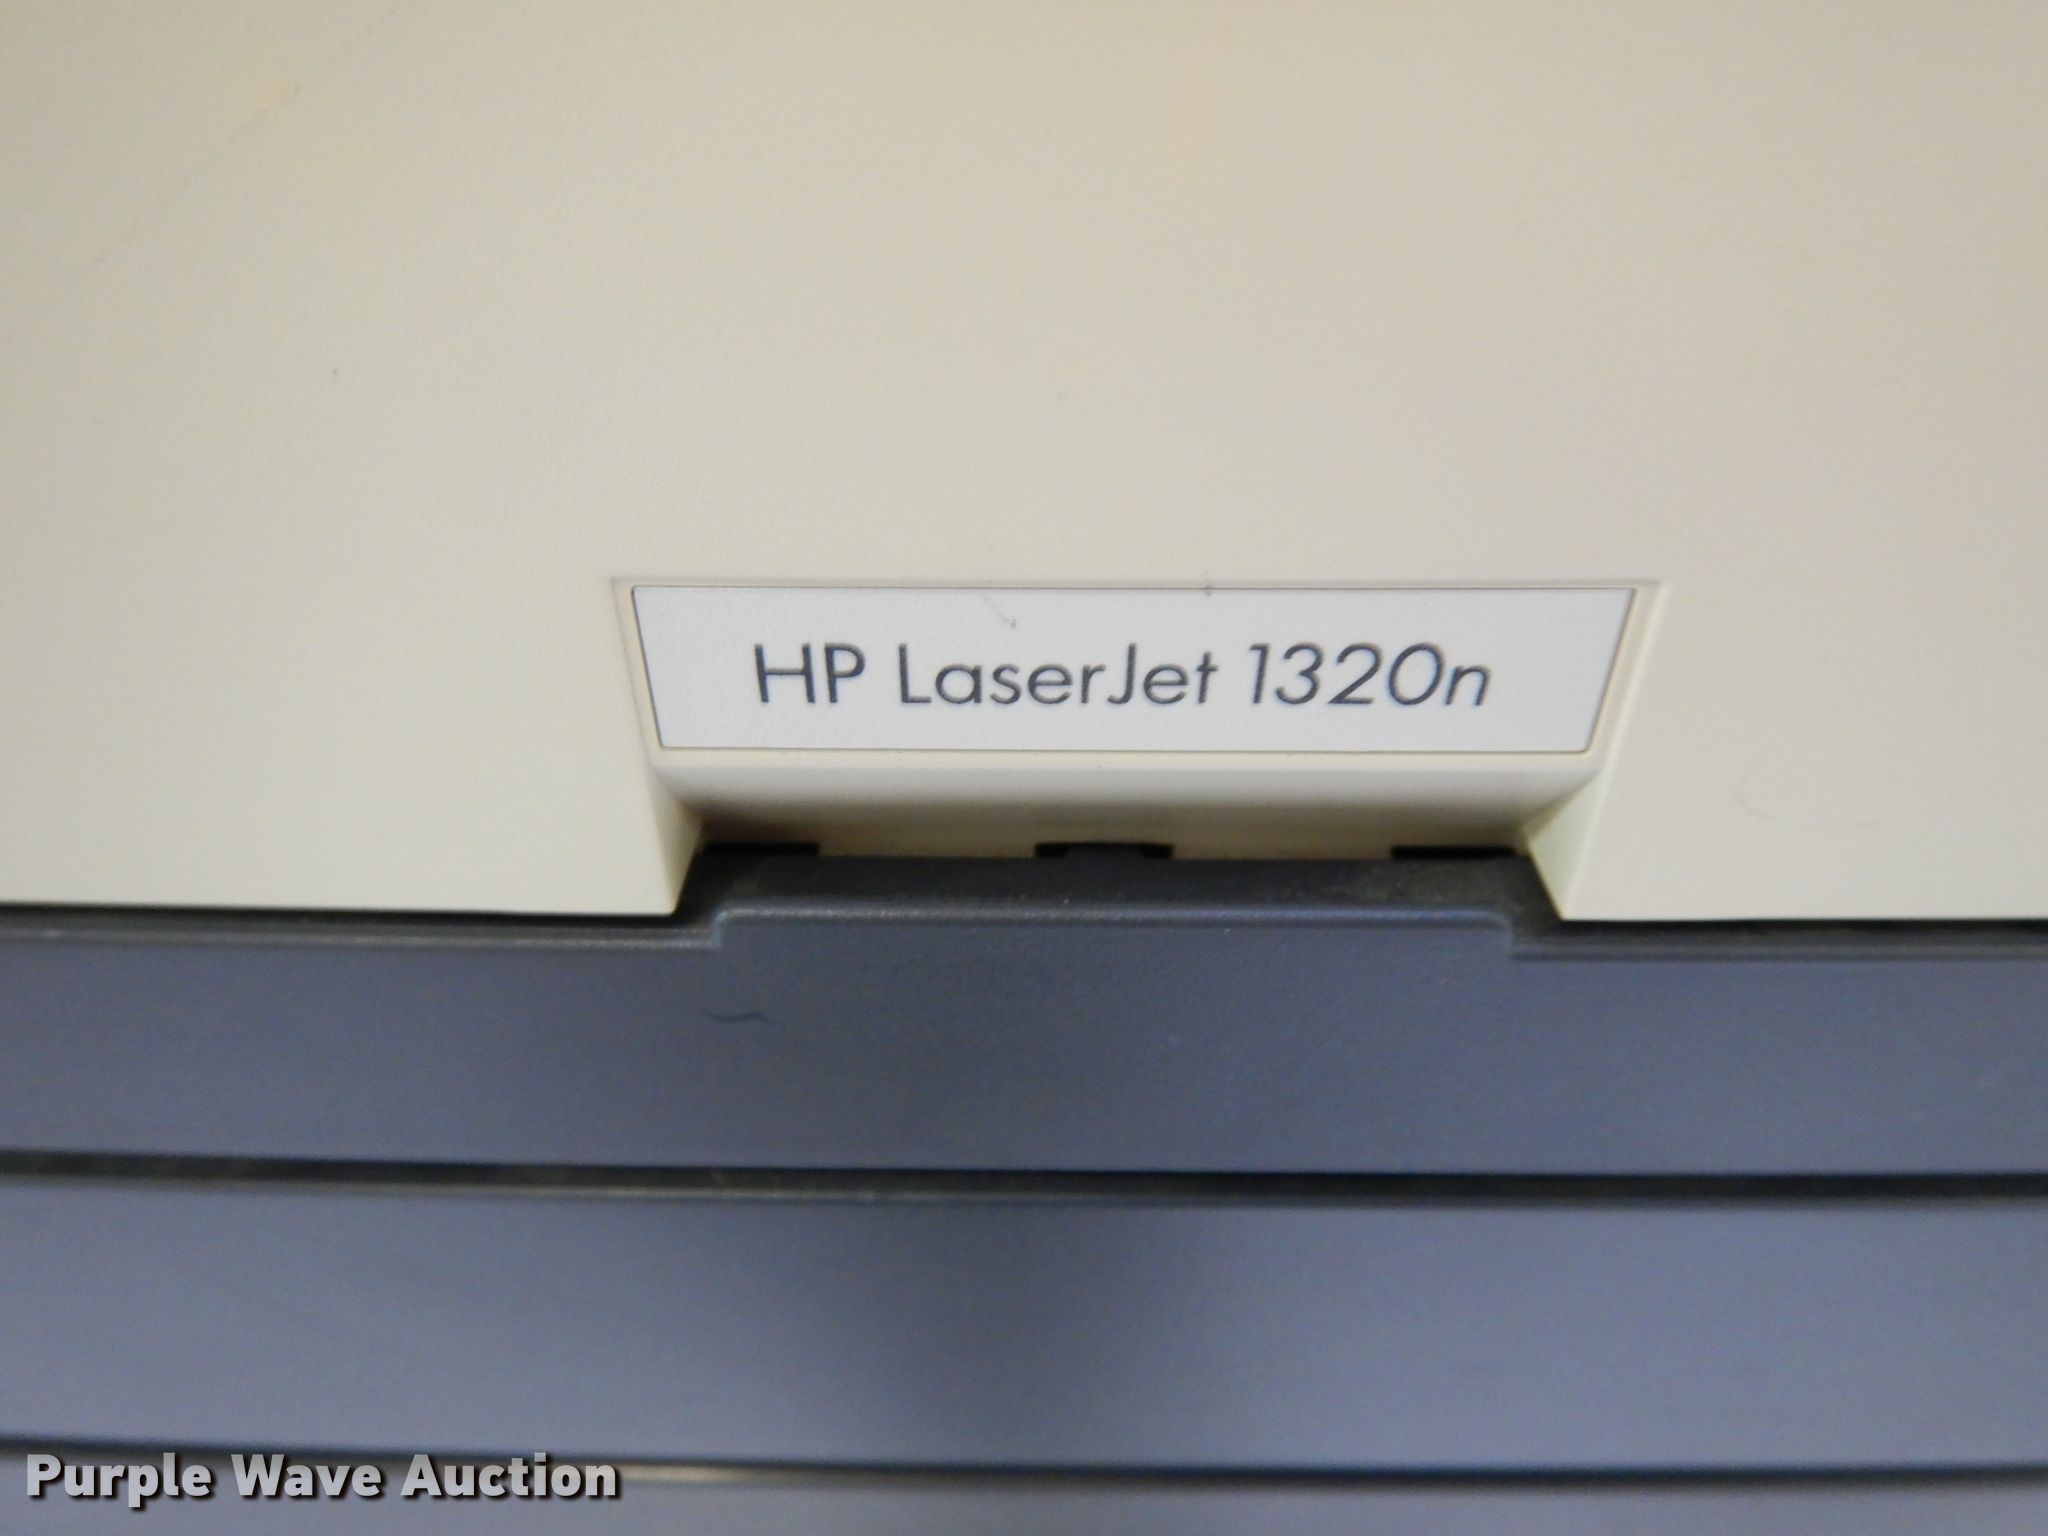 HP LaserJet 1320n
Purple Wave Auction